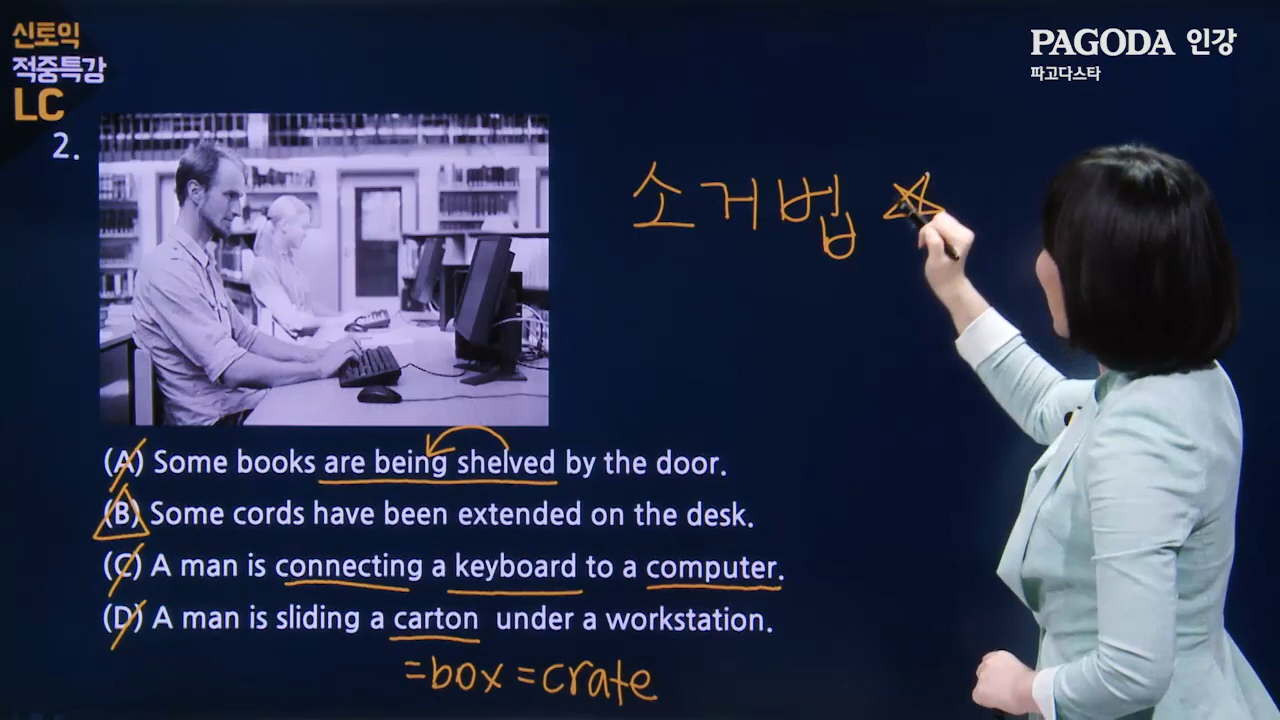 신토익
적중특강
LC
PAGODA 인강
파고다스타
2.
소거법
(A) Some books are being shelved by the door.
(B) Some cords have been extended on the desk.
(C) A man is connecting a keyboard to a computer.
(D) A man is sliding a carton under a workstation.
=box =crate